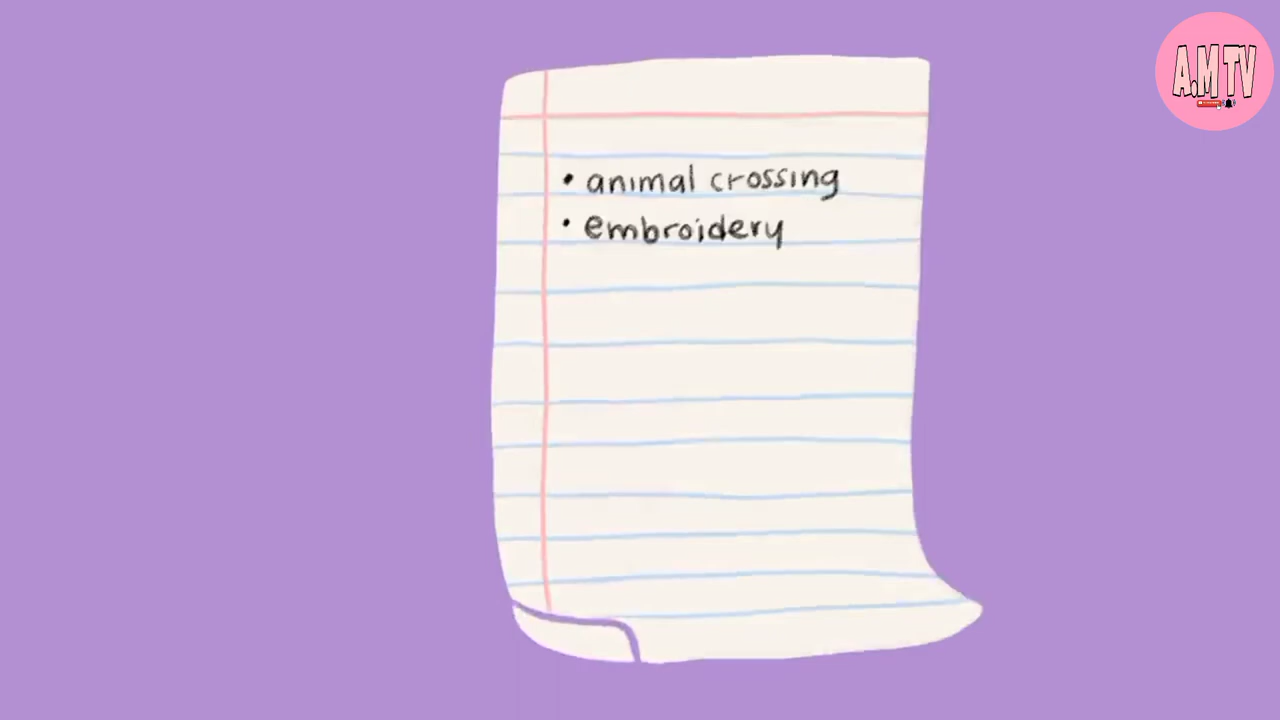 A.M TV
• animal crossing
• embroidery